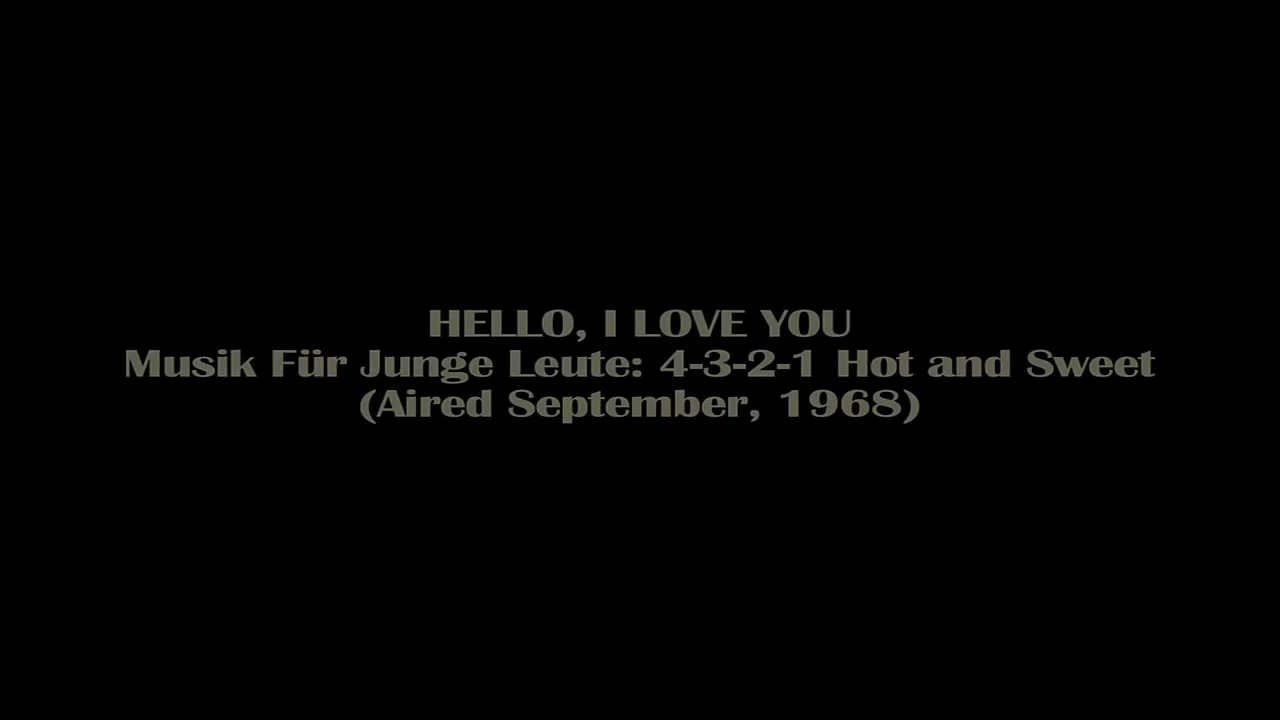 HELLO, I LOVE YOU
Musik Für Junge Leute: 4-3-2-1 Hot and Sweet
(Aired September, 1968)